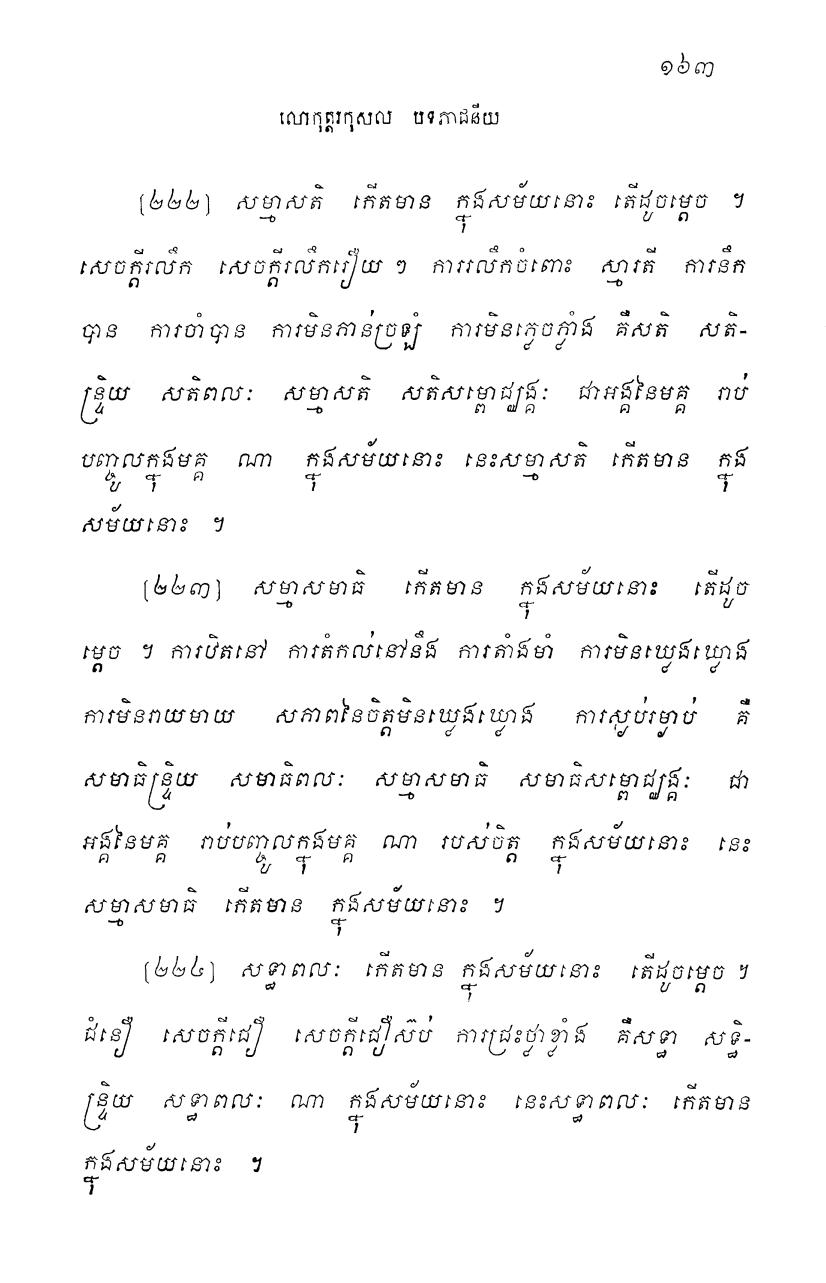 ១៦៣
លោកុត្តរកុសល បទភាជនីយ
(២២២) សម្មាសតិ កើតមាន ក្នុងសម័យនោះ តើដូចម្តេច ។
សេចក្តីរលឹក សេចក្តីរលឹករឿយ ៗ ការរលឹកចំពោះ ស្មារតី ការនឹក
បាន ការចាំបាន ការមិនភាន់ច្រឡំ ការមិនភ្លេចភ្លាំង គឺសតិ សតិ-
ន្ទ្រិយ សតិពលៈ សម្មាសតិ សតិសម្ពោជ្ឈង្គៈ ជាអង្គនៃមគ្គ រាប់
បញ្ចូលក្នុងមគ្គ ណា ក្នុងសម័យនោះ នេះសម្មាសតិ កើតមាន ក្នុង
សម័យនោះ ។
(២២៣) សម្មាសមាធិ កើតមាន ក្នុងសម័យនោះ តើដូច
ម្តេច ។ ការឋិតនៅ ការតំកល់នៅនឹង ការតាំងមាំ ការមិនឃ្លេងឃ្លោង
ការមិនរាយមាយ សភាពនៃចិត្តមិនឃ្លេងឃ្លោង ការស្ងប់រម្ងាប់ គឺ
សមាធិន្ទ្រិយ សមាធិពលៈ សម្មាសមាធិ សមាធិសម្ពោជ្ឈង្គៈ ជា
អង្គនៃមគ្គ រាប់បញ្ចូលក្នុងមគ្គ ណា របស់ចិត្ត ក្នុងសម័យនោះ នេះ
សម្មាសមាធិ កើតមាន ក្នុងសម័យនោះ ។
(២២៤) សទ្ធាពលៈ កើតមាន ក្នុងសម័យនោះ តើដូចម្តេច ។
ជំនឿ សេចក្តីជឿ សេចក្តីជឿស៊ប់ ការជ្រះថ្លាខ្លាំង គឺសទ្ធា សទ្ធិ-
ន្ទ្រិយ សទ្ធាពលៈ ណា ក្នុងសម័យនោះ នេះសទ្ធាពលៈ កើតមាន
ក្នុងសម័យនោះ ។